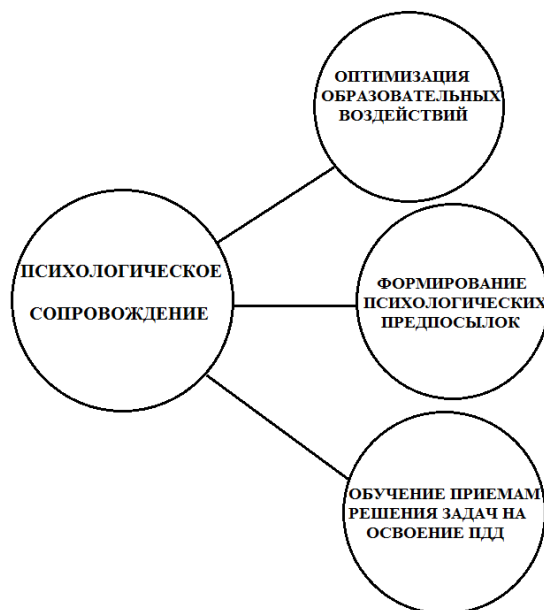 ОПТИМИЗАЦИЯ
ОБРАЗОВАТЕЛЬНЫХ
ВОЗДЕЙСТВИЙ
ПСИХОЛОГИЧЕСКОЕ
СОПРОВОЖДЕНИЕ
ФОРМИРОВАНИЕ
ПСИХОЛОГИЧЕСКИХ
ПРЕДПОСЫЛОК
ОБУЧЕНИЕ ПРИЕМАМ
РЕШЕНИЯ ЗАДАЧ НА
ОСВОЕНИЕ ПДД